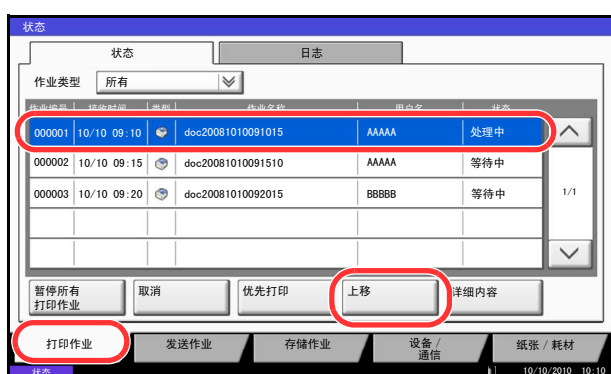 状态
状态 日志
作业类型 所有
作业编号 接收时间 类型 作业名称 用户名 状态
000001 10/10 09:10 doc20081010091015 AAAAA 处理中
000002 10/10 09:15 doc20081010091510 AAAAA 等待中
000003 10/10 09:20 doc20081010092015 BBBBB 等待中
1/1
暂停所有
打印作业 取消 优先打印 上移 详细内容
打印作业 发送作业 存储作业 设备 /
通信 纸张 / 耗材
状态 10/10/2010 10:10